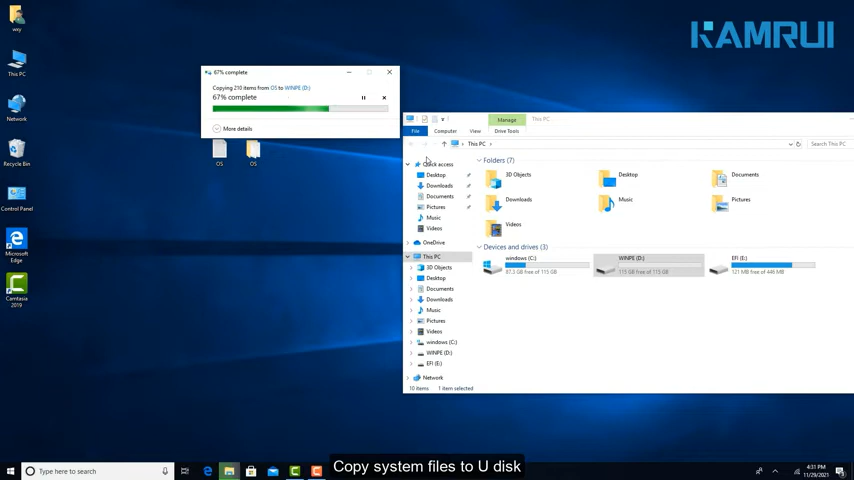 KAMRUI
wxy
This PC
Network
Recycle Bin
Control Panel
Microsoft
Edge
Camtasia
2019
OS
OS
67% complete
Copying 210 items from OS to WINPE (D:)
67% complete
More details
Manage
This PC
File
Computer
View
Drive Tools
This PC
Search This PC
Quick access
Desktop
Downloads
Documents
Pictures
Music
Videos
OneDrive
This PC
3D Objects
Desktop
Documents
Downloads
Music
Pictures
Videos
windows (C:)
WINPE (D:)
EFI (E:)
Network
Folders (7)
3D Objects
Desktop
Documents
Downloads
Music
Pictures
Videos
Devices and drives (3)
windows (C:)
87.5 GB free of 115 GB
WINPE (D:)
115 GB free of 115 GB
EFI (E:)
121 MB free of 446 MB
10 items
1 item selected
Type here to search
Copy system files to U disk
4:31 PM
11/29/2021